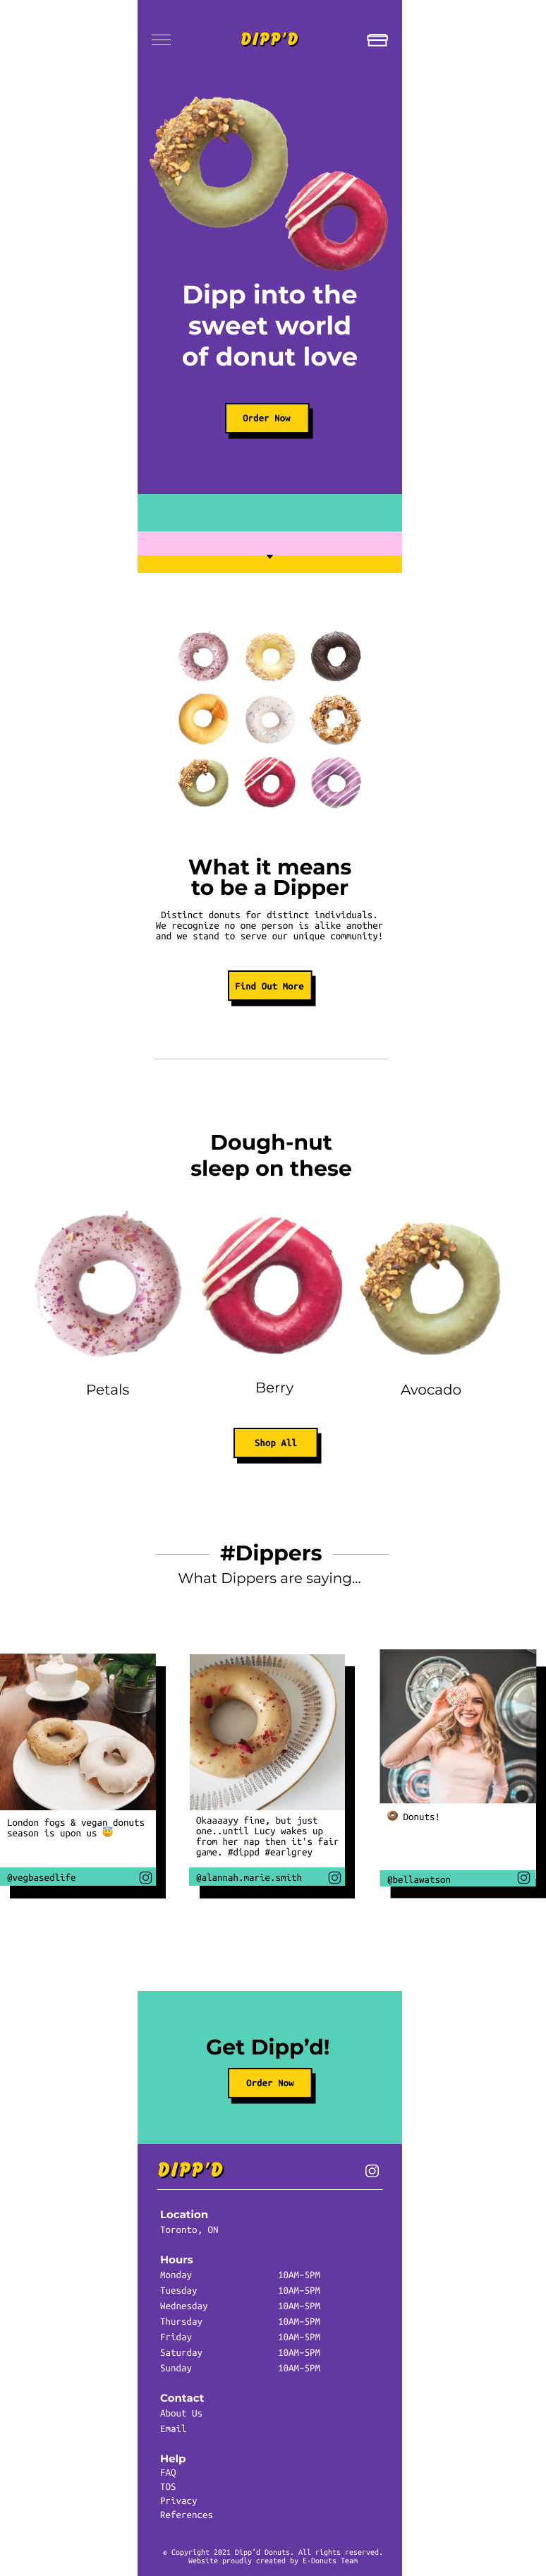 DIPP'D
Dipp into the
sweet world
of donut love
Order Now
What it means
to be a Dipper
Distinct donuts for distinct individuals.
We recognize no one person is alike another
and we stand to serve our unique community!
Find Out More
Dough-nut
sleep on these
Petals
Berry
Avocado
Shop All
#Dippers
What Dippers are saying...
London fogs & vegan donuts
season is upon us 😇
@vegbasedlife
Okaaaayy fine, but just
one..until Lucy wakes up
from her nap then it's fair
game. #dippd #earlgrey
@alannah.marie.smith
🍩 Donuts!
@bellawatson
Get Dipp’d!
Order Now
DIPP'D
Location
Toronto, ON
Hours
Monday 10AM–5PM
Tuesday 10AM–5PM
Wednesday 10AM–5PM
Thursday 10AM–5PM
Friday 10AM–5PM
Saturday 10AM–5PM
Sunday 10AM–5PM
Contact
About Us
Email
Help
FAQ
TOS
Privacy
References
© Copyright 2021 Dipp’d Donuts. All rights reserved.
Website proudly created by E-Donuts Team